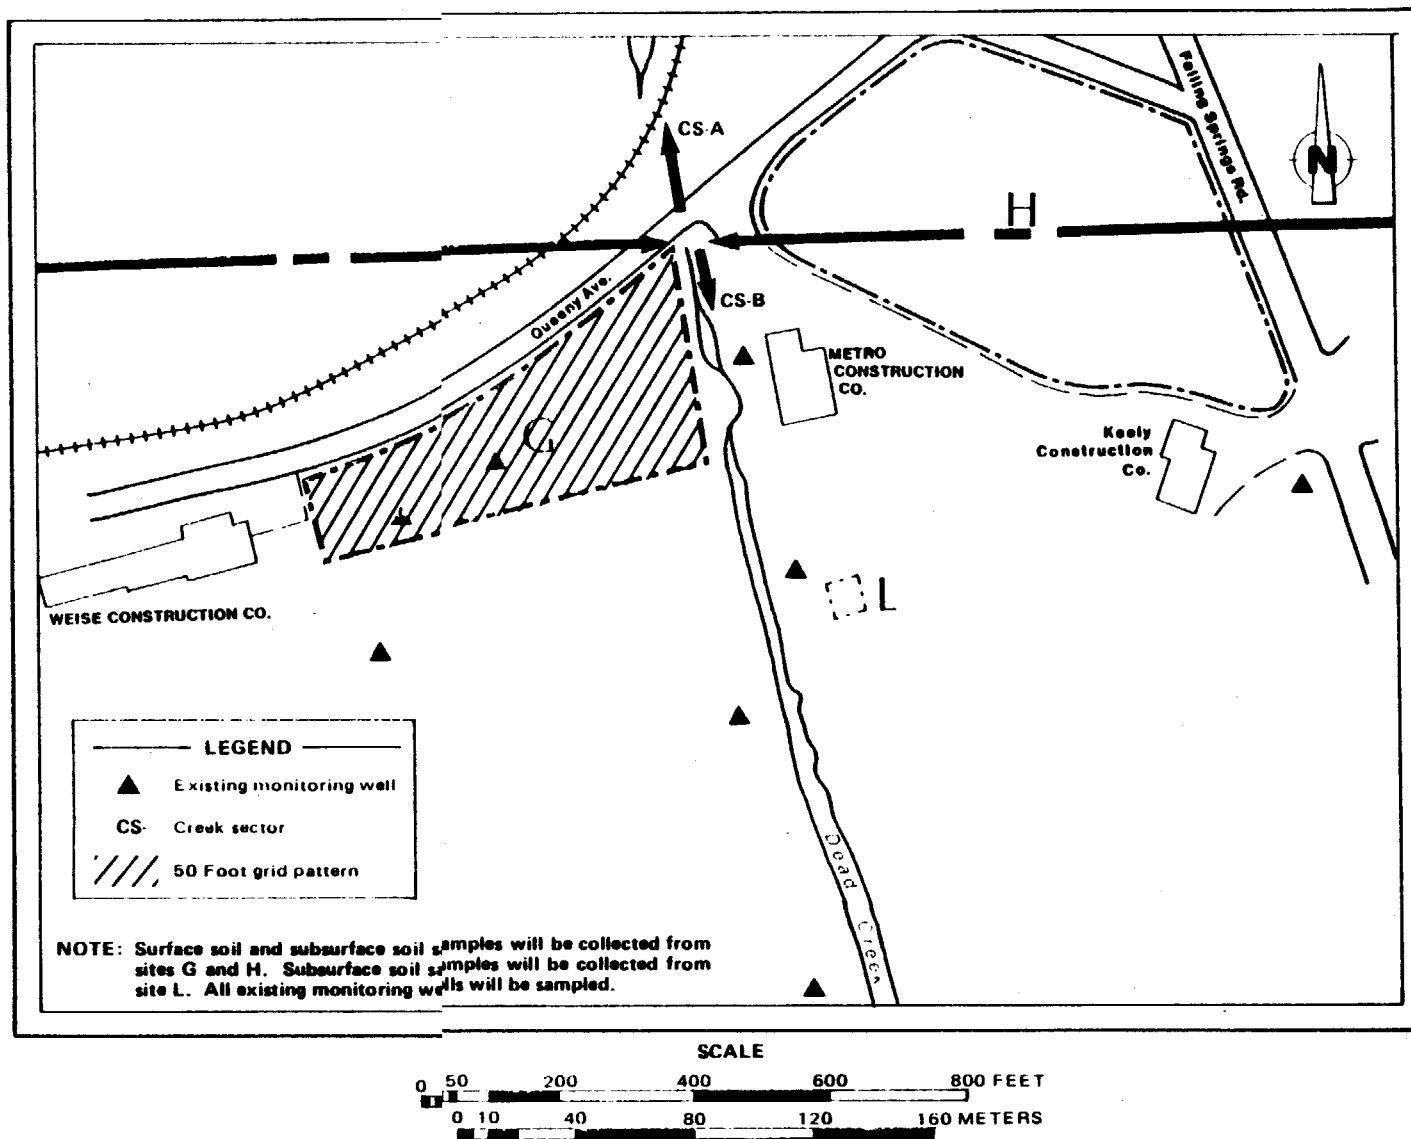 CS-A
Falling Springs Rd.
N
H
CS-B
Queeny Ave.
METRO
CONSTRUCTION
CO.
G
Keely
Construction
Co.
L
WEISE CONSTRUCTION CO.
LEGEND
Existing monitoring well
CS- Creek sector
50 Foot grid pattern
Dead Creek
NOTE: Surface soil and subsurface soil samples will be collected from
sites G and H. Subsurface soil samples will be collected from
site L. All existing monitoring wells will be sampled.
SCALE
0 50 200 400 600 800 FEET
0 10 40 80 120 160 METERS